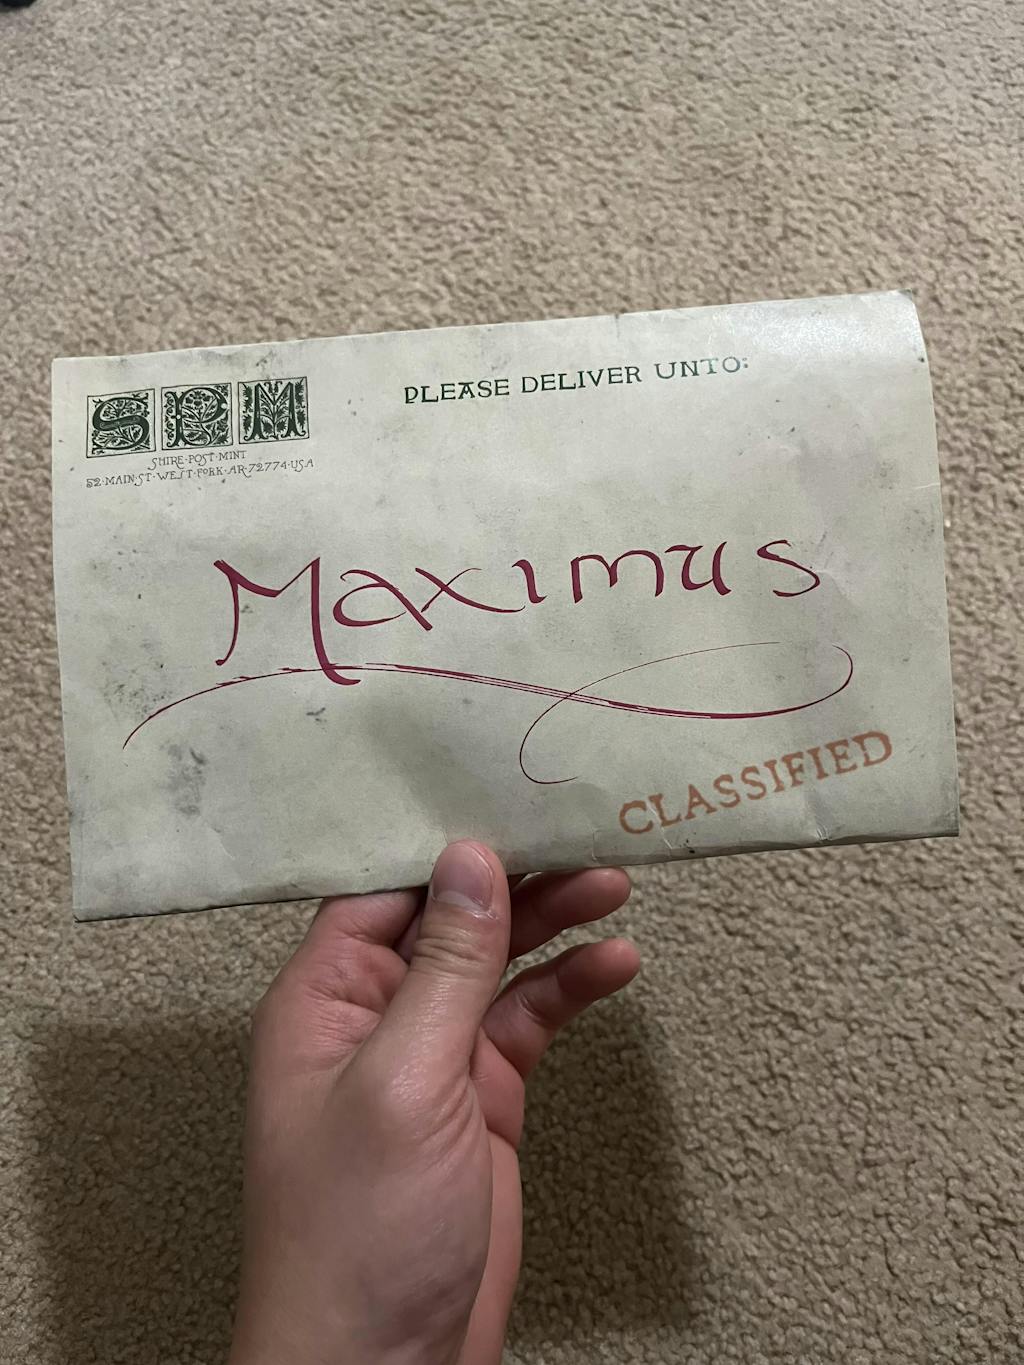 SPM
SHIRE·POST·MINT
52·MAIN·ST·WEST·FORK·AR·72774·USA
PLEASE DELIVER UNTO:
Maximus
CLASSIFIED